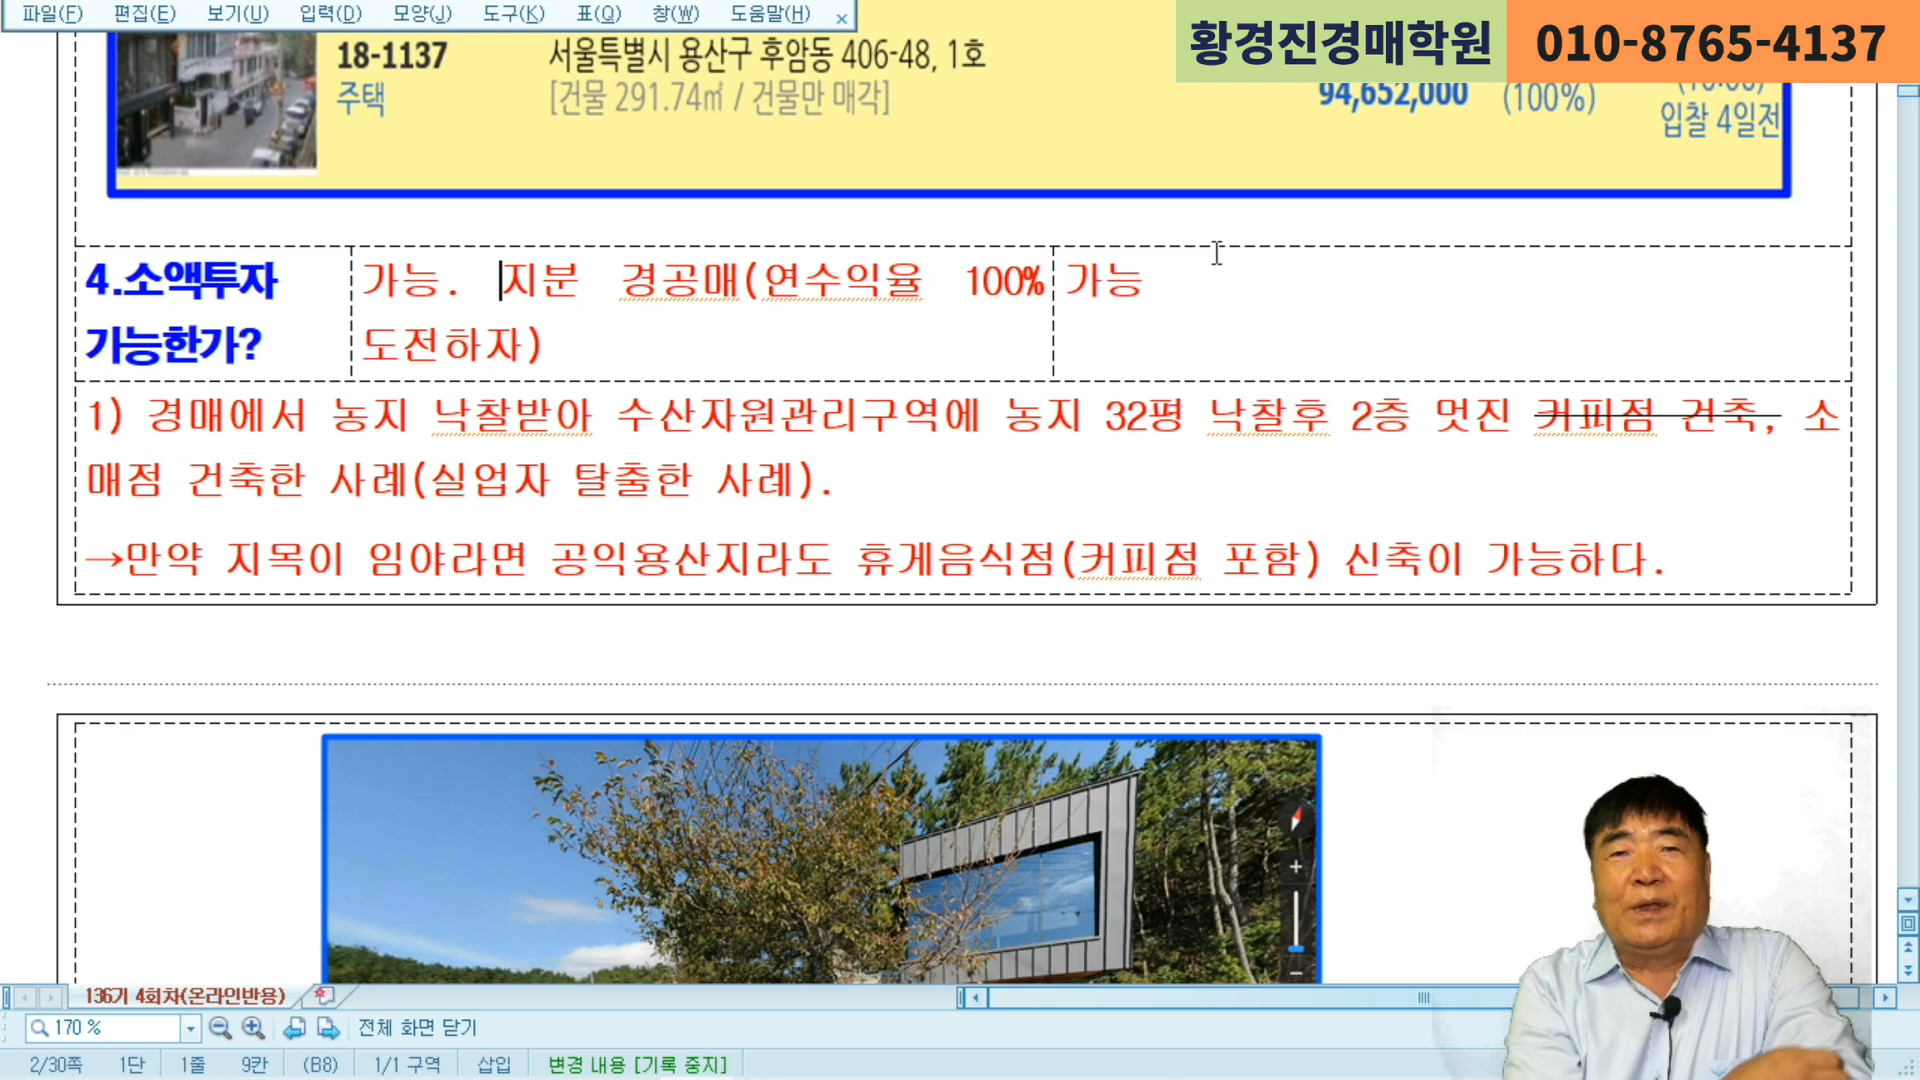 파일(F) 편집(E) 보기(U) 입력(D) 모양(J) 도구(K) 표(Q) 창(W) 도움말(H)
황경진경매학원 010-8765-4137
18-1137 서울특별시 용산구 후암동 406-48, 1호
주택 [건물 291.74㎡ / 건물만 매각] 94,652,000 (100%)
입찰 4일전
4.소액투자 가능. 지분 경공매(연수익율 100% 가능
가능한가? 도전하자)
1) 경매에서 농지 낙찰받아 수산자원관리구역에 농지 32평 낙찰후 2층 멋진 커피점 건축, 소
매점 건축한 사례(실업자 탈출한 사례).
→만약 지목이 임야라면 공익용산지라도 휴게음식점(커피점 포함) 신축이 가능하다.
136기 4회차(온라인반용)
170 % 전체 화면 닫기
2/30쪽 1단 1줄 9칸 (B8) 1/1 구역 삽입 변경 내용 [기록 중지]